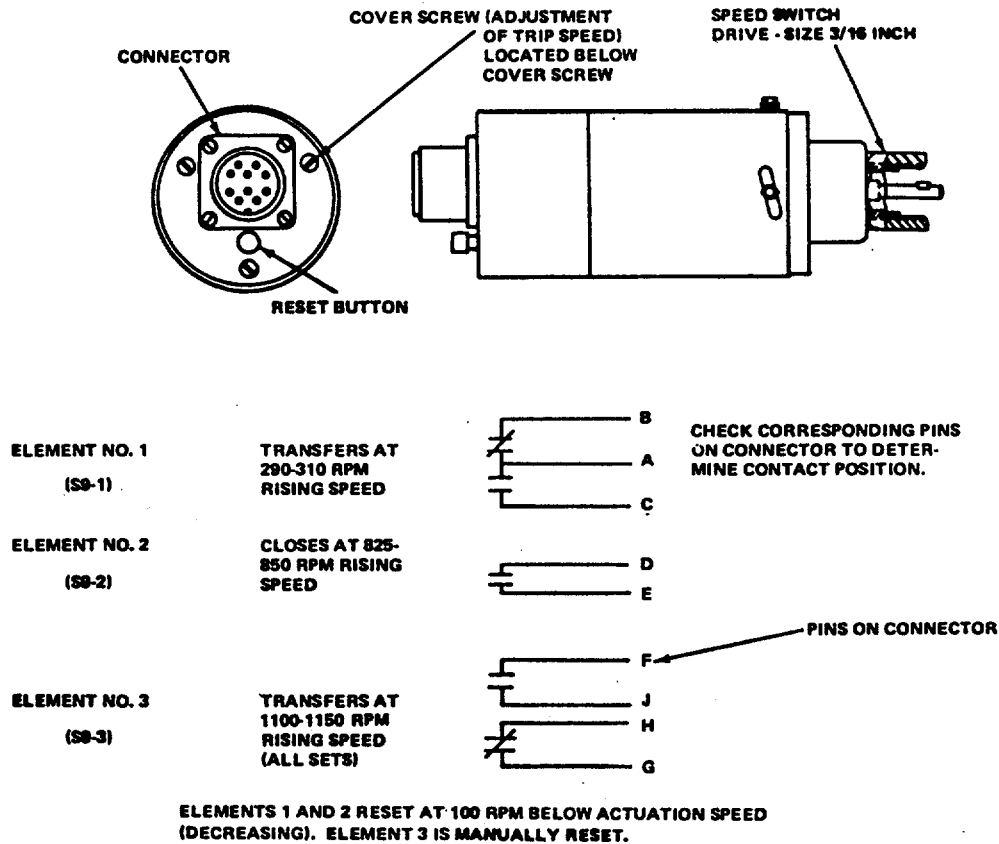 COVER SCREW (ADJUSTMENT
OF TRIP SPEED)
LOCATED BELOW
COVER SCREW
SPEED SWITCH
DRIVE - SIZE 3/16 INCH
CONNECTOR
RESET BUTTON
ELEMENT NO. 1
(S9-1)
TRANSFERS AT
290-310 RPM
RISING SPEED
B
A
C
CHECK CORRESPONDING PINS
ON CONNECTOR TO DETER-
MINE CONTACT POSITION.
ELEMENT NO. 2
(S9-2)
CLOSES AT 825-
850 RPM RISING
SPEED
D
E
PINS ON CONNECTOR
ELEMENT NO. 3
(S9-3)
TRANSFERS AT
1100-1150 RPM
RISING SPEED
(ALL SETS)
F
J
H
G
ELEMENTS 1 AND 2 RESET AT 100 RPM BELOW ACTUATION SPEED
(DECREASING). ELEMENT 3 IS MANUALLY RESET.